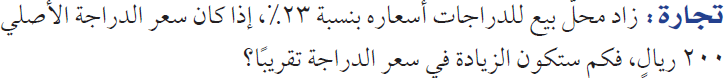 تجارة: زاد محلّ بيع للدراجات أسعاره بنسبة ٢٣٪، إذا كان سعر الدراجة الأصلي
٢٠٠ ريالٍ، فكم ستكون الزيادة في سعر الدراجة تقريبًا؟